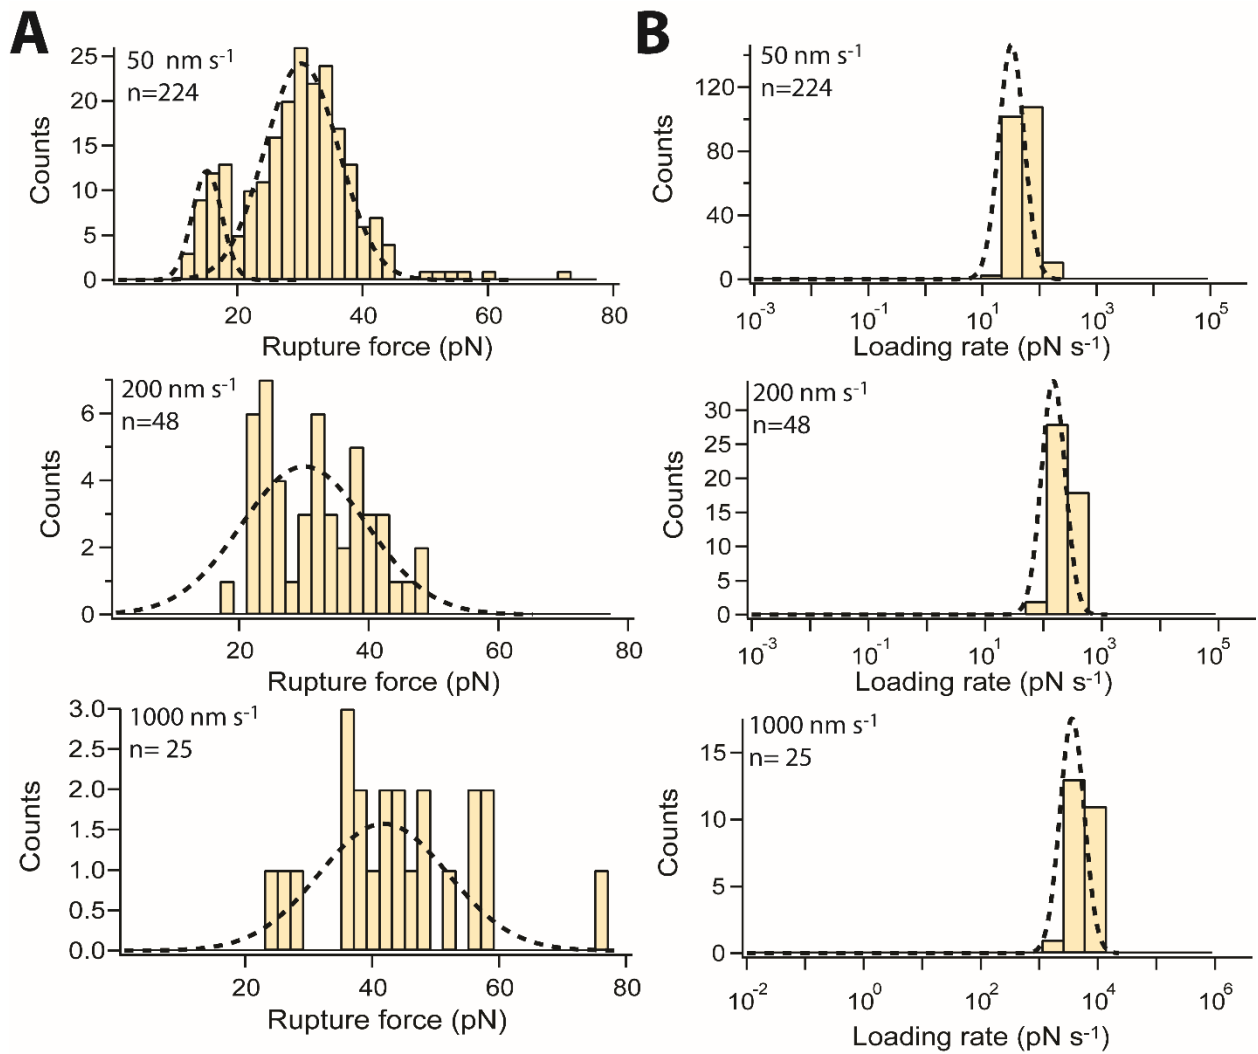 A
50 nm s-1
n=224
25
20
15
10
5
0
Counts
20 40 60 80
Rupture force (pN)
200 nm s-1
n=48
6
4
2
0
Counts
20 40 60 80
Rupture force (pN)
1000 nm s-1
n= 25
3.0
2.5
2.0
1.5
1.0
0.5
0.0
Counts
20 40 60 80
Rupture force (pN)
B
50 nm s-1
n=224
120
80
40
0
Counts
10-3 10-1 101 103 105
Loading rate (pN s-1)
200 nm s-1
n=48
30
25
20
15
10
5
0
Counts
10-3 10-1 101 103 105
Loading rate (pN s-1)
1000 nm s-1
n= 25
15
10
5
0
Counts
10-2 100 102 104 106
Loading rate (pN s-1)